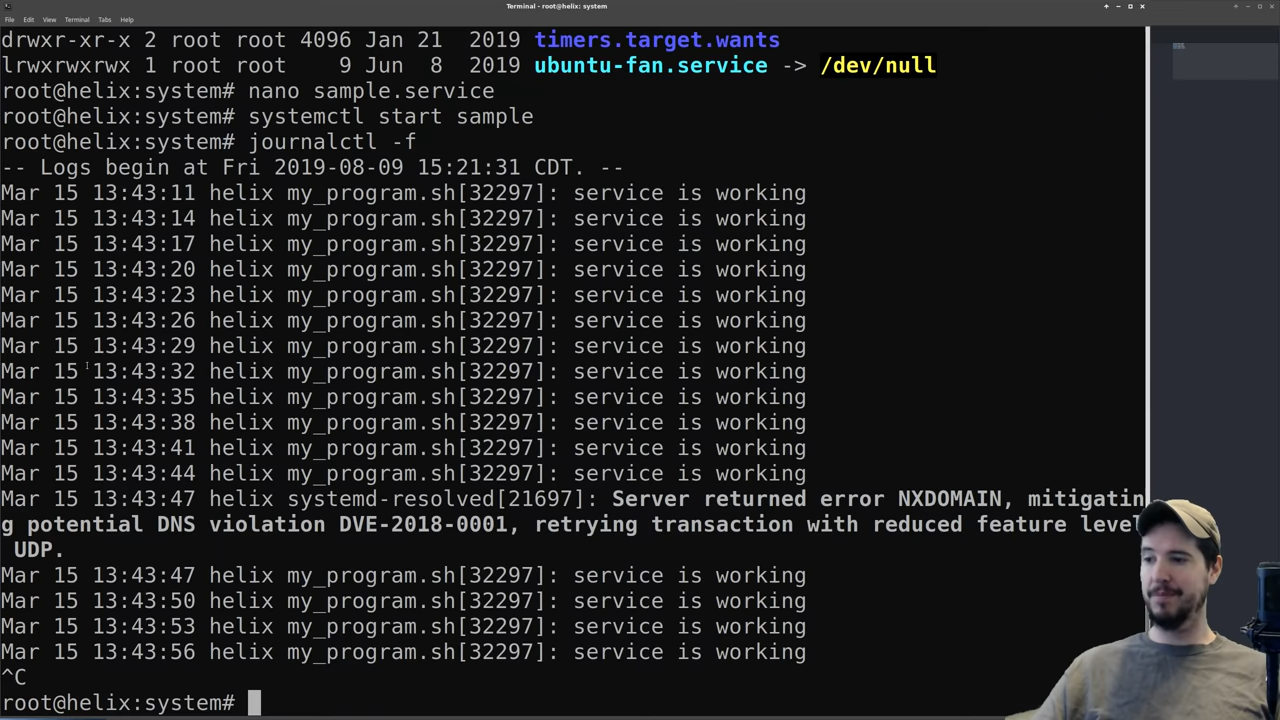 Terminal - root@helix: system
File Edit View Terminal Tabs Help
drwxr-xr-x 2 root root 4096 Jan 21  2019 timers.target.wants
lrwxrwxrwx 1 root root    9 Jun  8  2019 ubuntu-fan.service -> /dev/null
root@helix:system# nano sample.service
root@helix:system# systemctl start sample
root@helix:system# journalctl -f
-- Logs begin at Fri 2019-08-09 15:21:31 CDT. --
Mar 15 13:43:11 helix my_program.sh[32297]: service is working
Mar 15 13:43:14 helix my_program.sh[32297]: service is working
Mar 15 13:43:17 helix my_program.sh[32297]: service is working
Mar 15 13:43:20 helix my_program.sh[32297]: service is working
Mar 15 13:43:23 helix my_program.sh[32297]: service is working
Mar 15 13:43:26 helix my_program.sh[32297]: service is working
Mar 15 13:43:29 helix my_program.sh[32297]: service is working
Mar 15 13:43:32 helix my_program.sh[32297]: service is working
Mar 15 13:43:35 helix my_program.sh[32297]: service is working
Mar 15 13:43:38 helix my_program.sh[32297]: service is working
Mar 15 13:43:41 helix my_program.sh[32297]: service is working
Mar 15 13:43:44 helix my_program.sh[32297]: service is working
Mar 15 13:43:47 helix systemd-resolved[21697]: Server returned error NXDOMAIN, mitigatin
g potential DNS violation DVE-2018-0001, retrying transaction with reduced feature level
 UDP.
Mar 15 13:43:47 helix my_program.sh[32297]: service is working
Mar 15 13:43:50 helix my_program.sh[32297]: service is working
Mar 15 13:43:53 helix my_program.sh[32297]: service is working
Mar 15 13:43:56 helix my_program.sh[32297]: service is working
^C
root@helix:system#